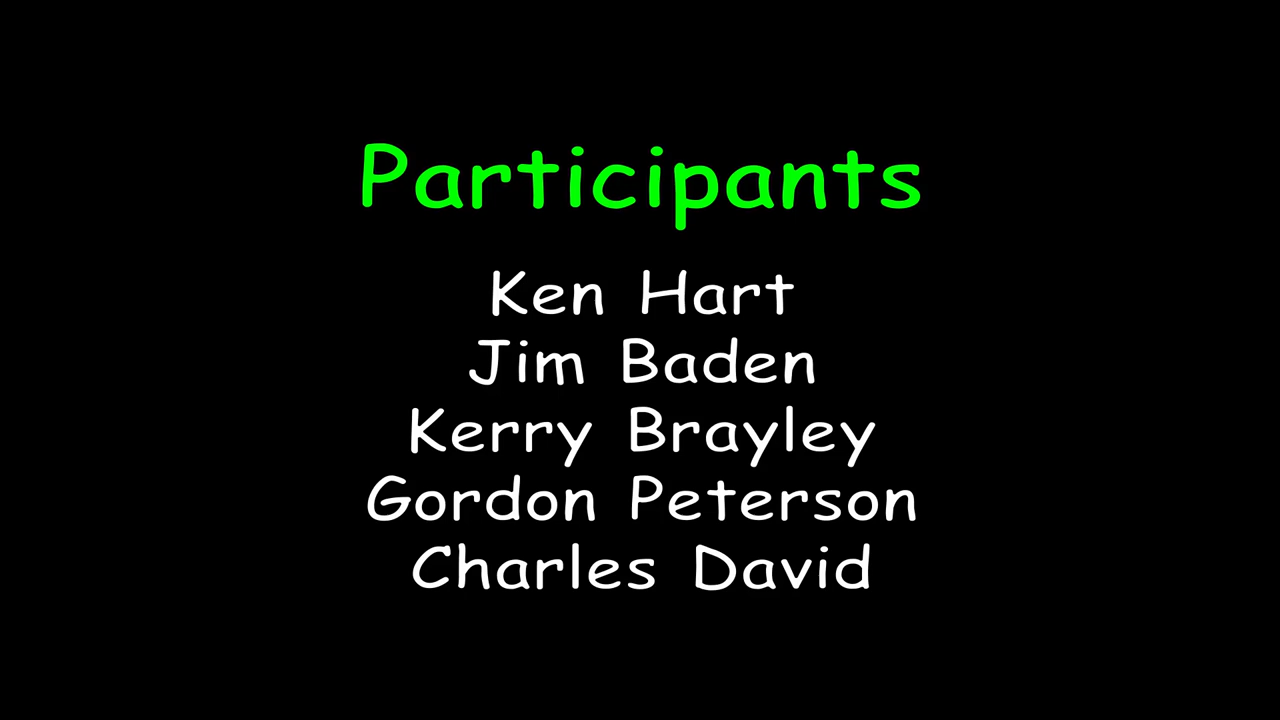 Participants
Ken Hart
Jim Baden
Kerry Brayley
Gordon Peterson
Charles David